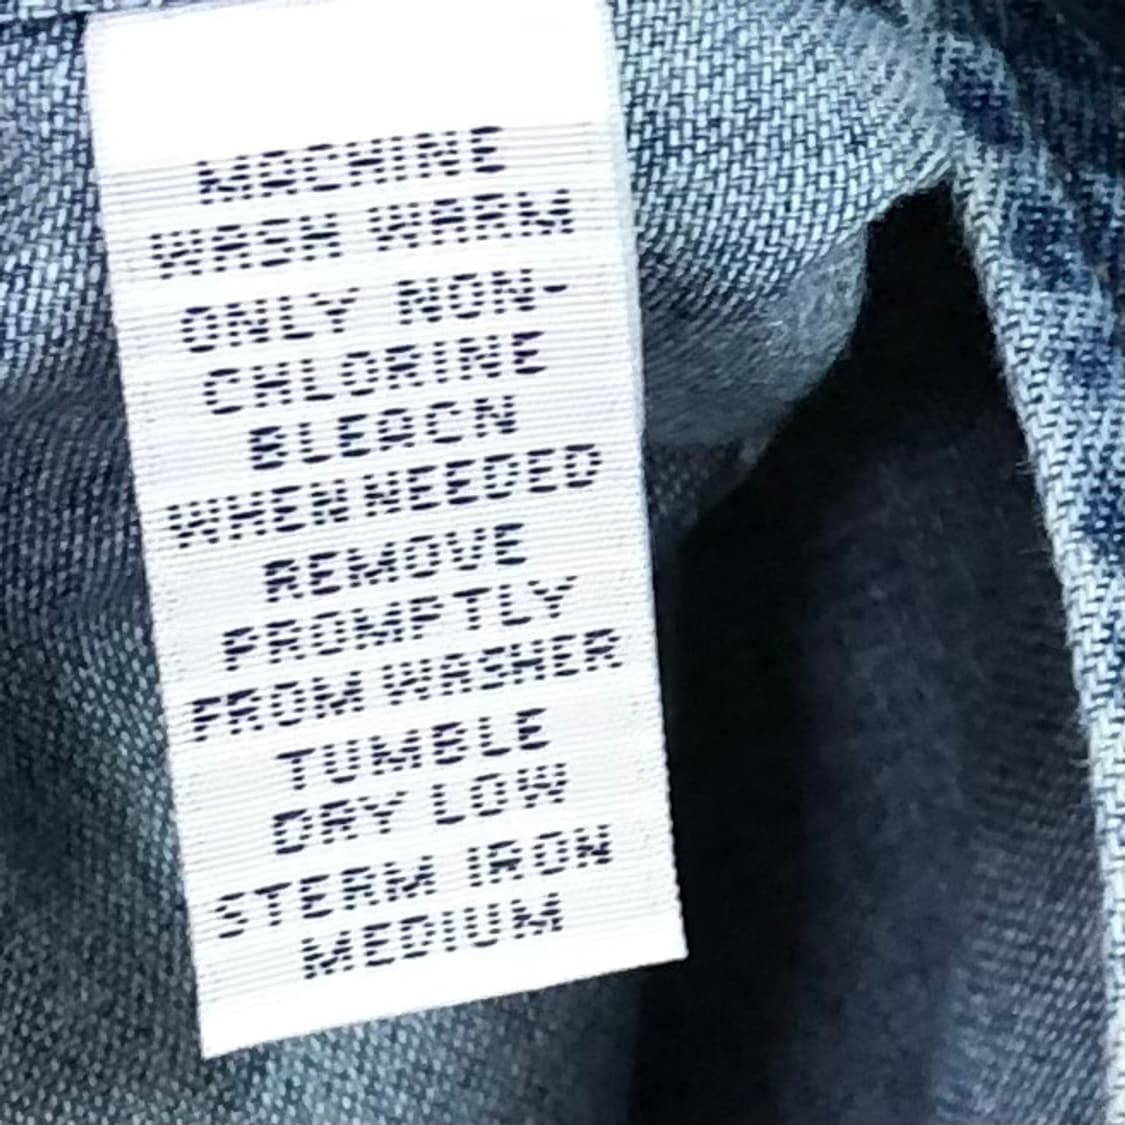 MACHINE
WASH WARM
ONLY NON-
CHLORINE
BLEACN
WHEN NEEDED
REMOVE
PROMPTLY
FROM WASHER
TUMBLE
DRY LOW
STERM IRON
MEDIUM